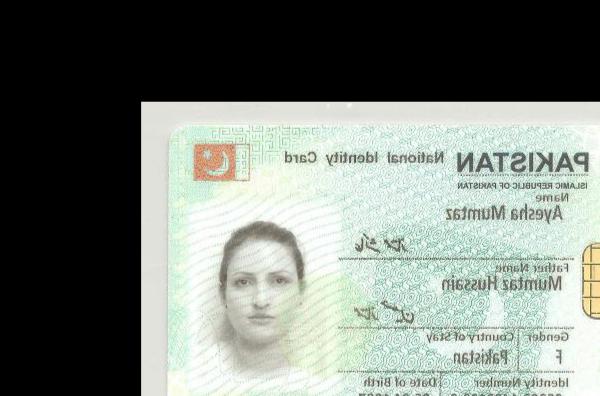 PAKISTAN National Identity Card
ISLAMIC REPUBLIC OF PAKISTAN
Name
Ayesha Mumtaz
Father Name
Mumtaz Hussain
Gender Country of Stay
F Pakistan
Identity Number Date of Birth